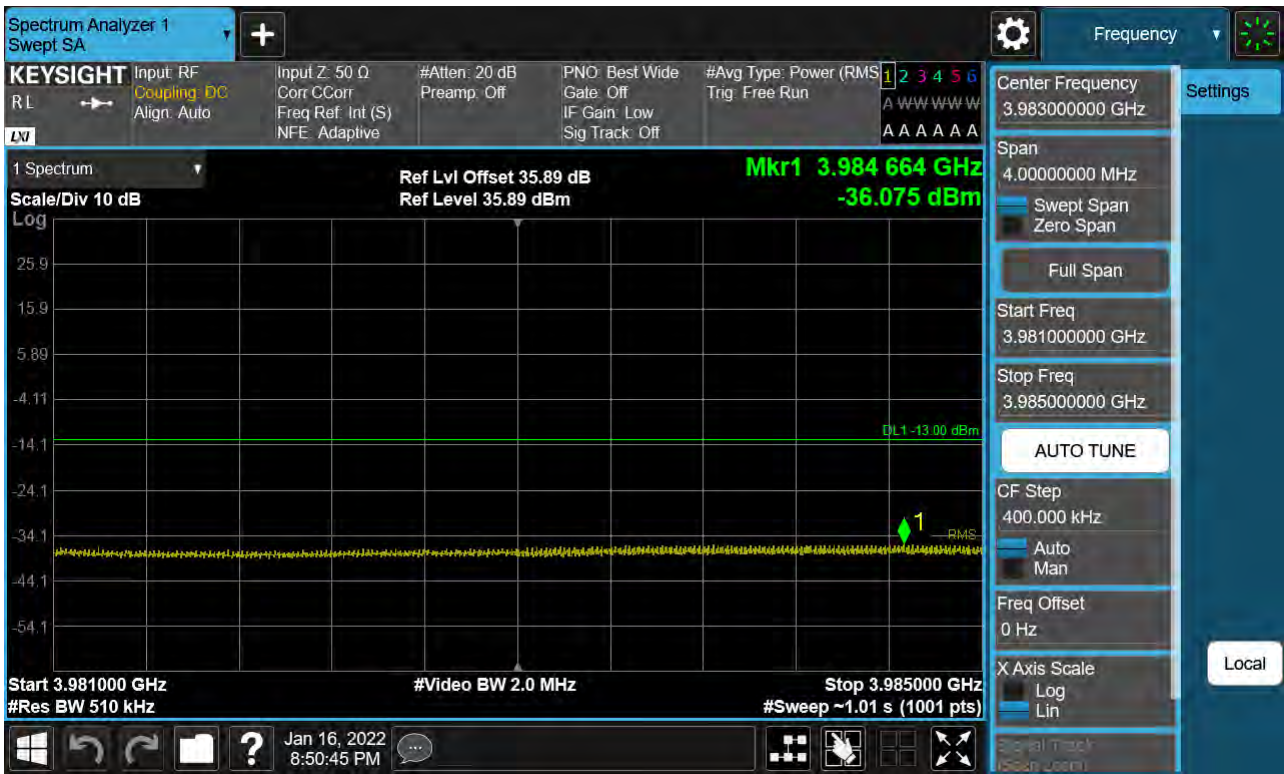 Spectrum Analyzer 1
Swept SA
+
Frequency
KEYSIGHT
R L
LXI
Input: RF
Coupling: DC
Align: Auto
Input Z: 50 Ω
Corr CCorr
Freq Ref: Int (S)
NFE: Adaptive
#Atten: 20 dB
Preamp: Off
PNO: Best Wide
Gate: Off
IF Gain: Low
Sig Track: Off
#Avg Type: Power (RMS
Trig: Free Run
1 2 3 4 5 6
A WW WW W
A A A A A A
1 Spectrum
Scale/Div 10 dB
Log
Ref Lvl Offset 35.89 dB
Ref Level 35.89 dBm
Mkr1 3.984 664 GHz
-36.075 dBm
25.9
15.9
5.89
-4.11
-14.1
-24.1
-34.1
-44.1
-54.1
DL1 -13.00 dBm
1
RMS
Start 3.981000 GHz
#Res BW 510 kHz
#Video BW 2.0 MHz
Stop 3.985000 GHz
#Sweep ~1.01 s (1001 pts)
Center Frequency
3.983000000 GHz
Span
4.00000000 MHz
Swept Span
Zero Span
Full Span
Start Freq
3.981000000 GHz
Stop Freq
3.985000000 GHz
AUTO TUNE
CF Step
400.000 kHz
Auto
Man
Freq Offset
0 Hz
X Axis Scale
Log
Lin
Signal Track
(Span Zoom)
Settings
Local
?
Jan 16, 2022
8:50:45 PM